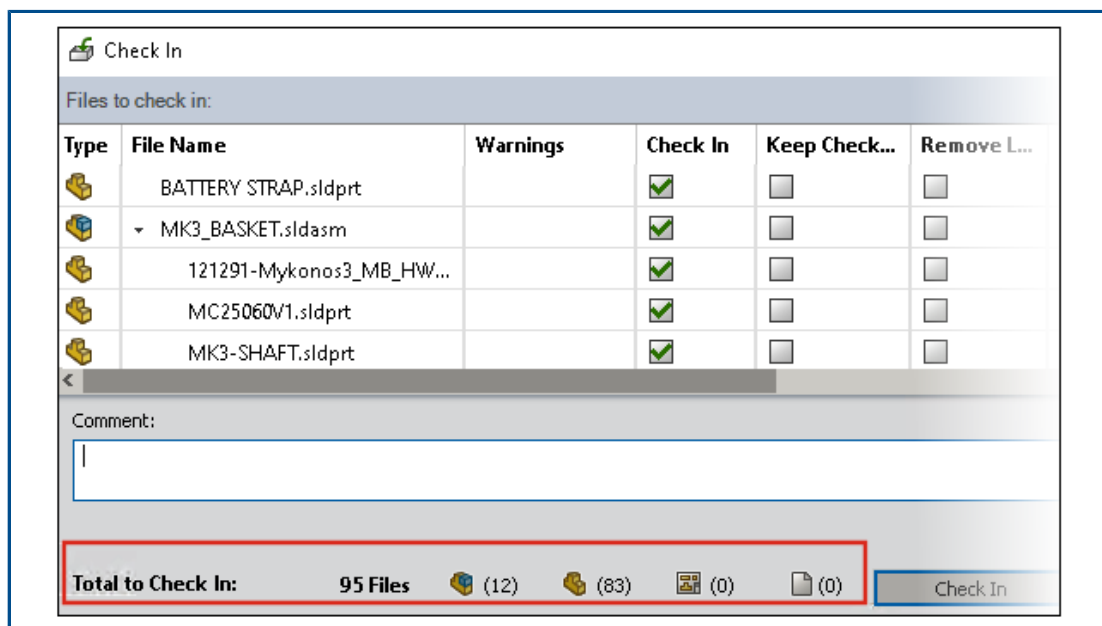 Check In
Files to check in:
Type File Name Warnings Check In Keep Check... Remove L...
BATTERY STRAP.sldprt
MK3_BASKET.sldasm
121291-Mykonos3_MB_HW...
MC25060V1.sldprt
MK3-SHAFT.sldprt
Comment:
Total to Check In: 95 Files (12) (83) (0) (0) Check In